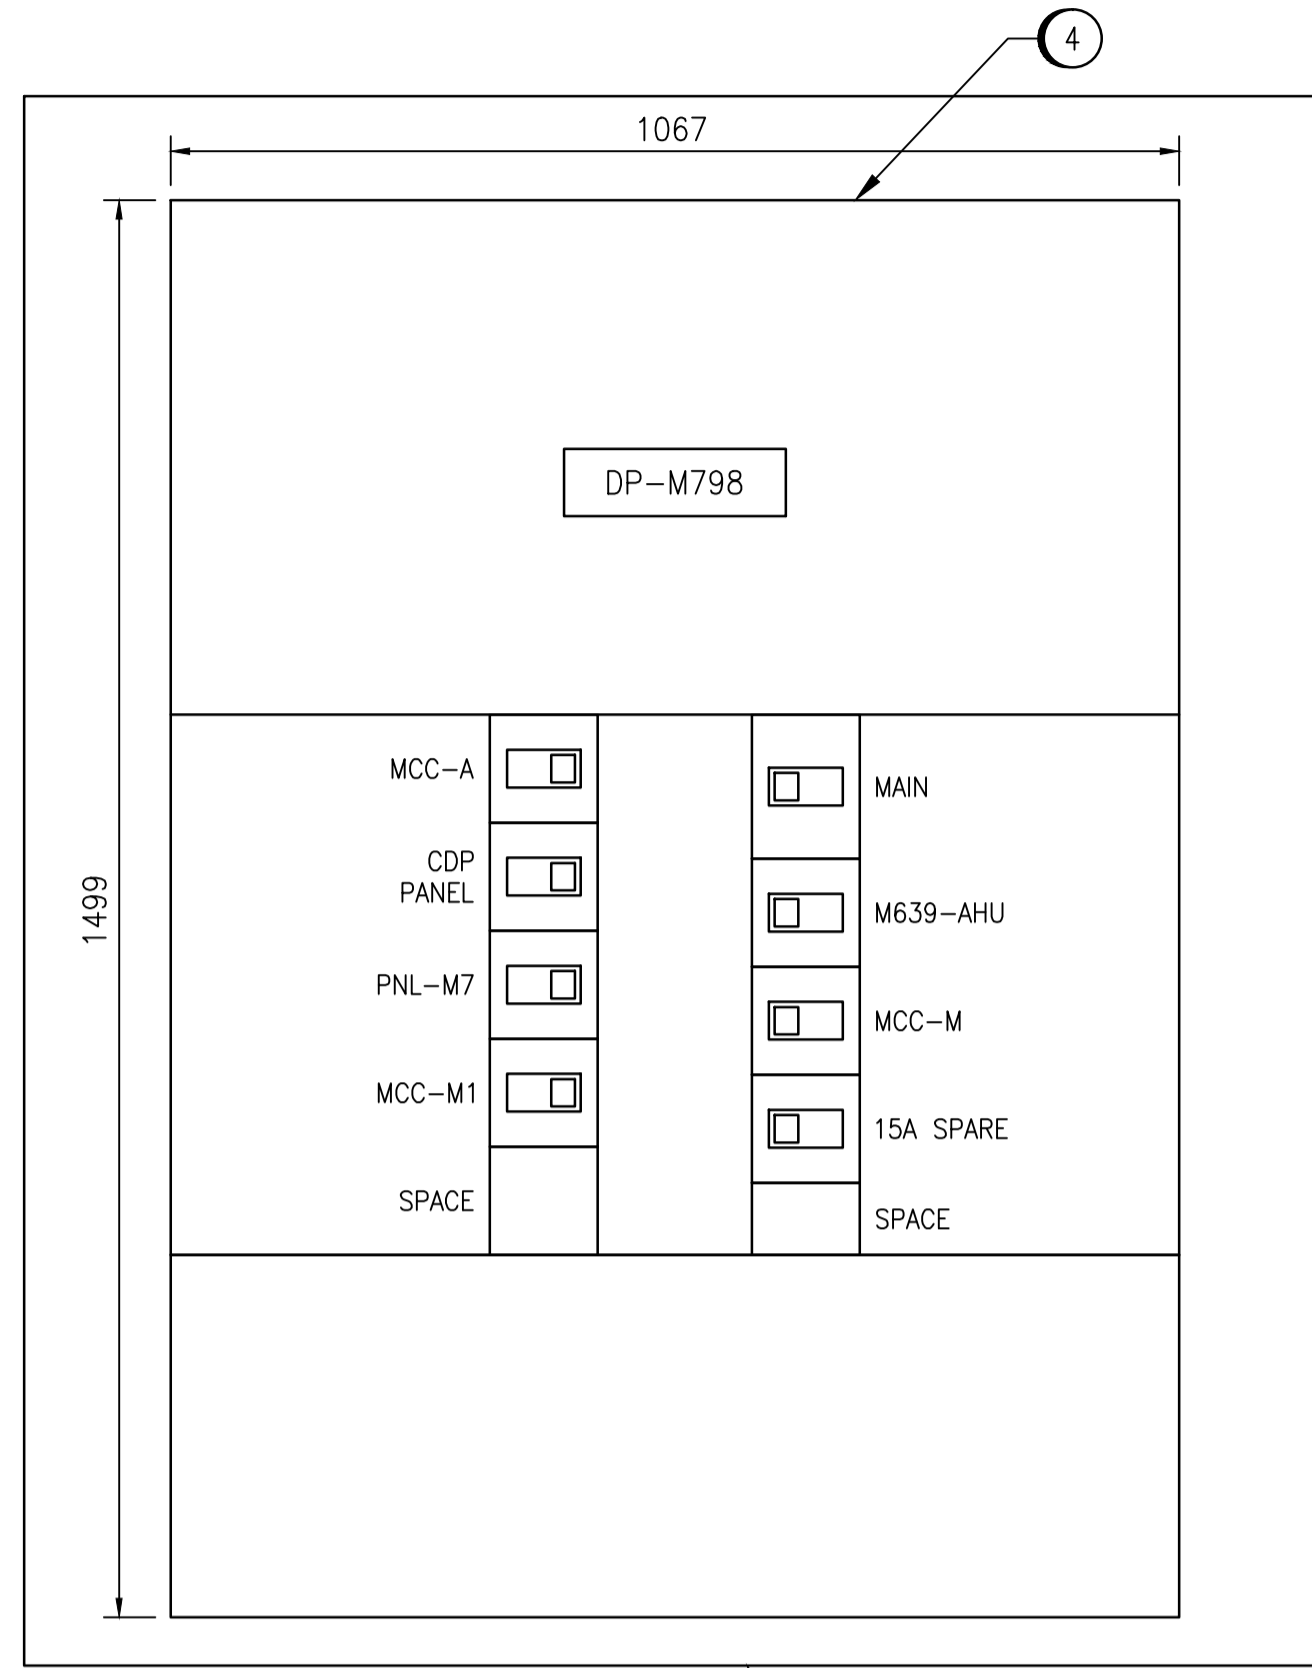 4
1067
DP-M798
1499
MCC-A
CDP
PANEL
PNL-M7
MCC-M1
SPACE
MAIN
M639-AHU
MCC-M
15A SPARE
SPACE